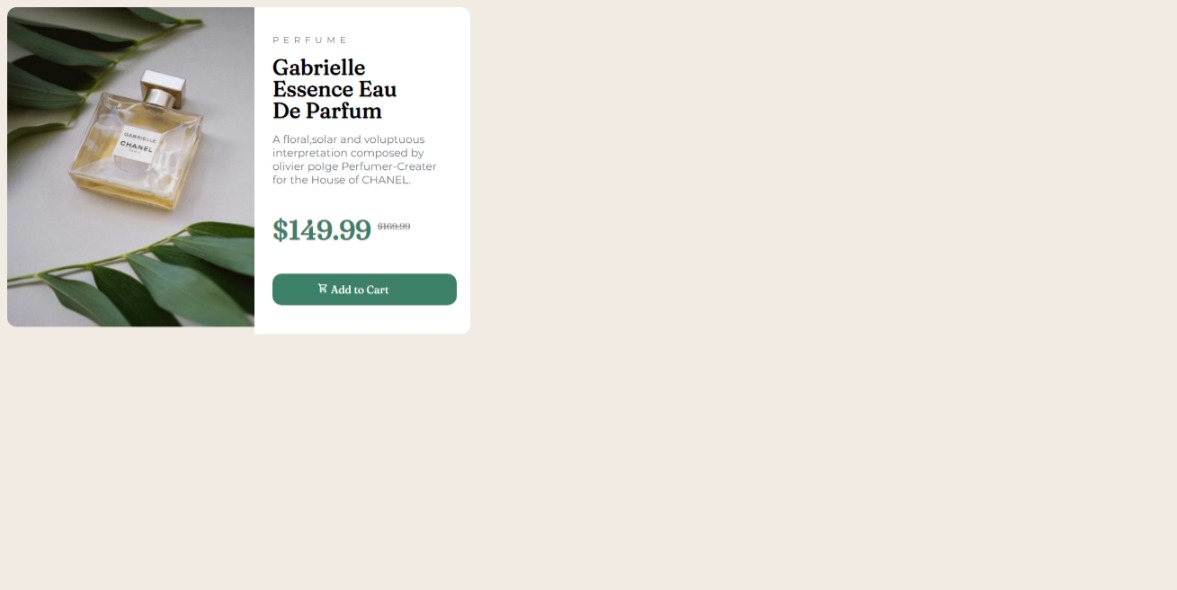 PERFUME
Gabrielle
Essence Eau
De Parfum
A floral,solar and voluptuous
interpretation composed by
olivier polge Perfumer-Creater
for the House of CHANEL.
$149.99 $169.99
Add to Cart
GABRIELLE
CHANEL
PARIS